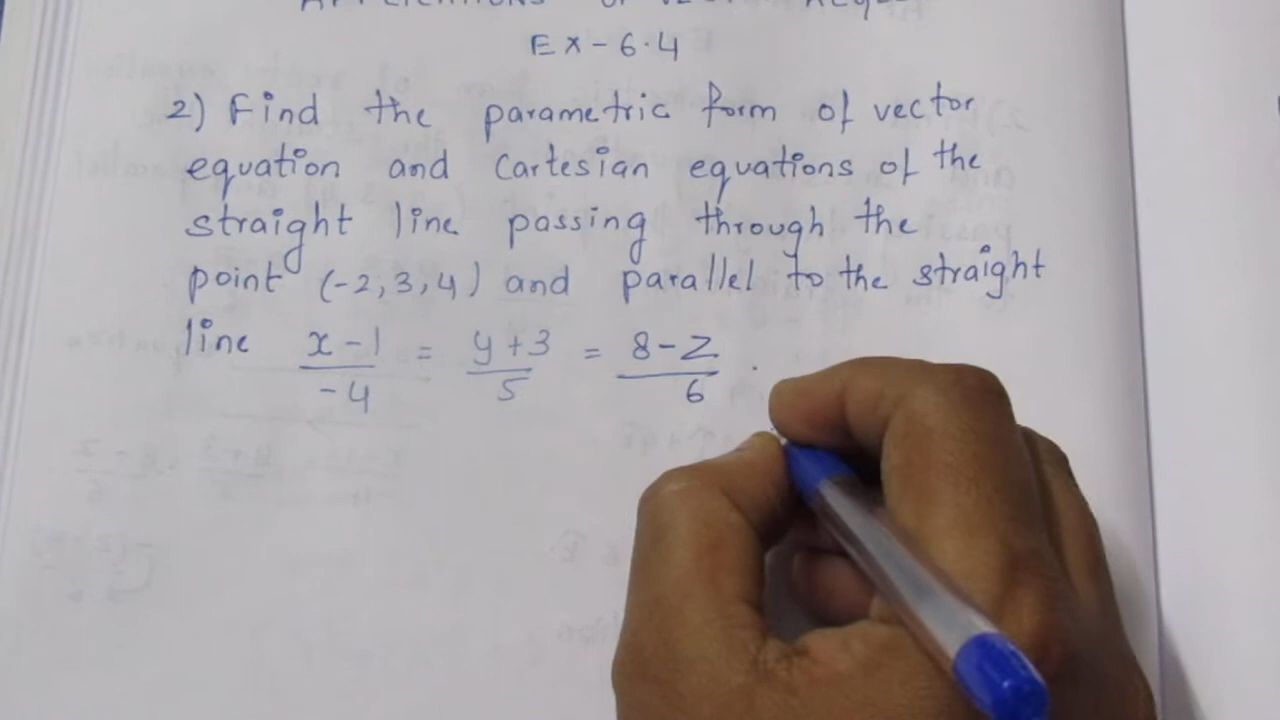 Ex-6.4
2) Find the parametric form of vector
equation and Cartesian equations of the
straight line passing through the
point (-2,3,4) and parallel to the straight
line x-1/-4 = y+3/5 = 8-z/6 .